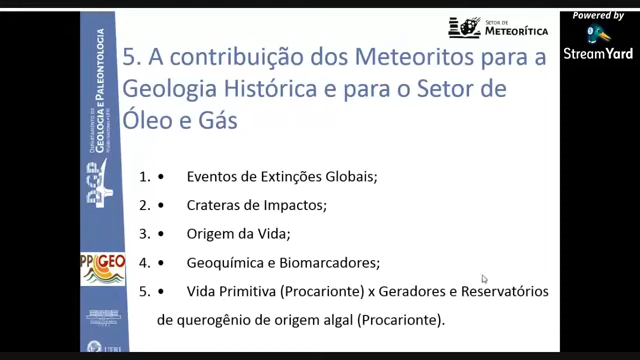 Powered by
StreamYard
SETOR DE
METEORÍTICA
5. A contribuição dos Meteoritos para a
Geologia Histórica e para o Setor de
Óleo e Gás
DEPARTAMENTO DE
GEOLOGIA E PALEONTOLOGIA
DGP
PPGEO
UFRJ
1. • Eventos de Extinções Globais;
2. • Crateras de Impactos;
3. • Origem da Vida;
4. • Geoquímica e Biomarcadores;
5. • Vida Primitiva (Procarionte) x Geradores e Reservatórios
de querogênio de origem algal (Procarionte).